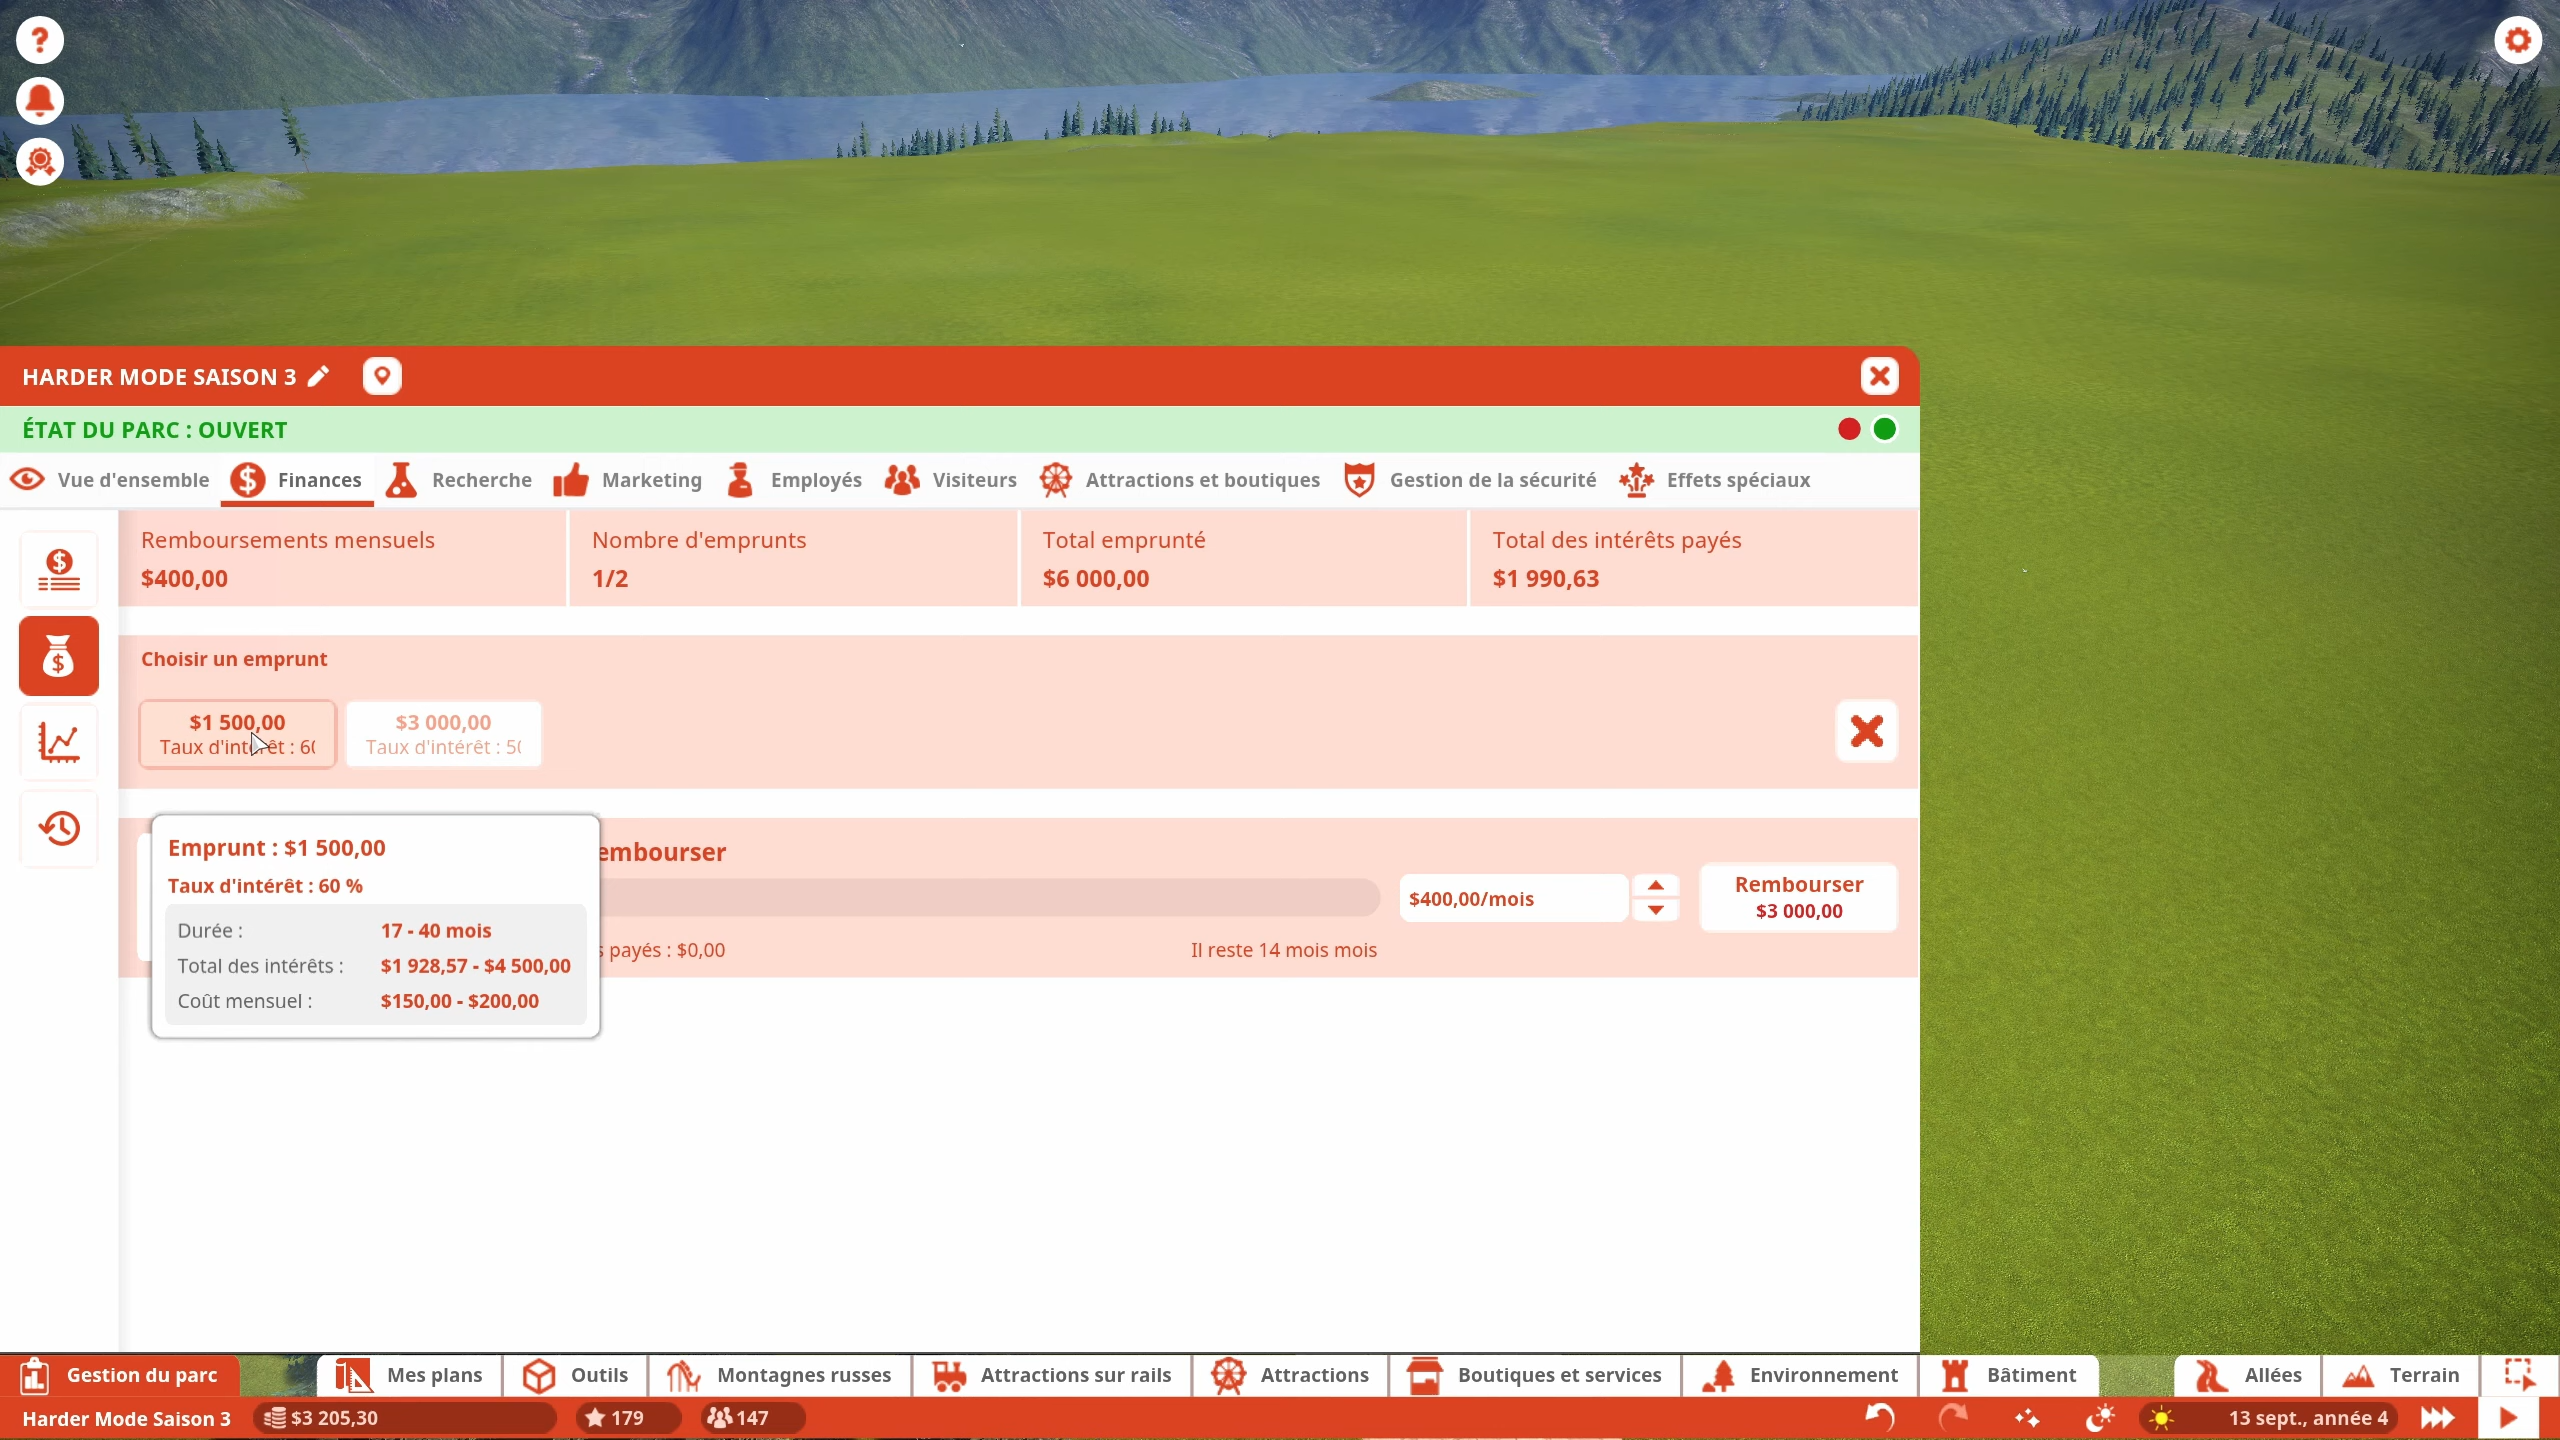 HARDER MODE SAISON 3
ÉTAT DU PARC : OUVERT
Vue d'ensemble
Finances
Recherche
Marketing
Employés
Visiteurs
Attractions et boutiques
Gestion de la sécurité
Effets spéciaux
Remboursements mensuels
$400,00
Nombre d'emprunts
1/2
Total emprunté
$6 000,00
Total des intérêts payés
$1 990,63
Choisir un emprunt
$1 500,00
Taux d'intérêt : 60
$3 000,00
Taux d'intérêt : 50
Emprunt : $1 500,00
Taux d'intérêt : 60 %
Durée : 17 - 40 mois
Total des intérêts : $1 928,57 - $4 500,00
Coût mensuel : $150,00 - $200,00
embourser
$400,00/mois
Rembourser
$3 000,00
s payés : $0,00
Il reste 14 mois mois
Gestion du parc
Mes plans
Outils
Montagnes russes
Attractions sur rails
Attractions
Boutiques et services
Environnement
Bâtiment
Allées
Terrain
Harder Mode Saison 3
$3 205,30
179
147
13 sept., année 4